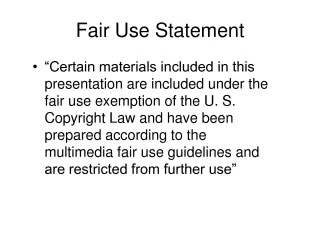 Fair Use Statement
• “Certain materials included in this
presentation are included under the
fair use exemption of the U. S.
Copyright Law and have been
prepared according to the
multimedia fair use guidelines and
are restricted from further use”